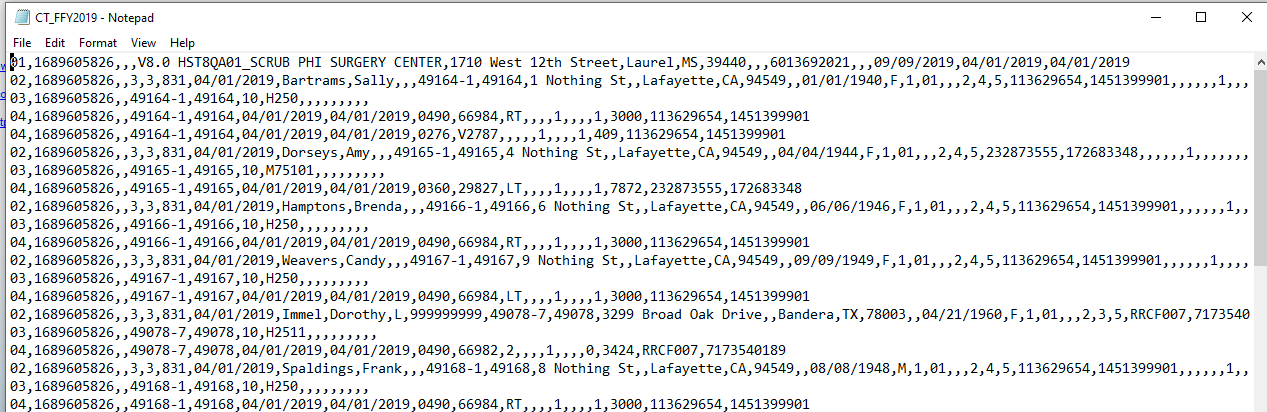 CT_FFY2019 - Notepad
File Edit Format View Help
01,1689605826,,,V8.0 HST8QA01_SCRUB PHI SURGERY CENTER,1710 West 12th Street,Laurel,MS,39440,,,6013692021,,,09/09/2019,04/01/2019,04/01/2019
02,1689605826,,3,3,831,04/01/2019,Bartrams,Sally,,,49164-1,49164,1 Nothing St,,Lafayette,CA,94549,,01/01/1940,F,1,01,,,2,4,5,113629654,1451399901,,,,,,1,,,
03,1689605826,,49164-1,49164,10,H250,,,,,,,,,
04,1689605826,,49164-1,49164,04/01/2019,04/01/2019,0490,66984,RT,,,,1,,,,1,3000,113629654,1451399901
04,1689605826,,49164-1,49164,04/01/2019,04/01/2019,0276,V2787,,,,,1,,,,1,409,113629654,1451399901
02,1689605826,,3,3,831,04/01/2019,Dorseys,Amy,,,49165-1,49165,4 Nothing St,,Lafayette,CA,94549,,04/04/1944,F,1,01,,,2,4,5,232873555,172683348,,,,,,1,,,,,,,
03,1689605826,,49165-1,49165,10,M75101,,,,,,,,,
04,1689605826,,49165-1,49165,04/01/2019,04/01/2019,0360,29827,LT,,,,1,,,,1,7872,232873555,172683348
02,1689605826,,3,3,831,04/01/2019,Hamptons,Brenda,,,49166-1,49166,6 Nothing St,,Lafayette,CA,94549,,06/06/1946,F,1,01,,,2,4,5,113629654,1451399901,,,,,,1,,
03,1689605826,,49166-1,49166,10,H250,,,,,,,,,
04,1689605826,,49166-1,49166,04/01/2019,04/01/2019,0490,66984,RT,,,,1,,,,1,3000,113629654,1451399901
02,1689605826,,3,3,831,04/01/2019,Weavers,Candy,,,49167-1,49167,9 Nothing St,,Lafayette,CA,94549,,09/09/1949,F,1,01,,,2,4,5,113629654,1451399901,,,,,,1,,,,
03,1689605826,,49167-1,49167,10,H250,,,,,,,,,
04,1689605826,,49167-1,49167,04/01/2019,04/01/2019,0490,66984,LT,,,,1,,,,1,3000,113629654,1451399901
02,1689605826,,3,3,831,04/01/2019,Immel,Dorothy,L,999999999,49078-7,49078,3299 Broad Oak Drive,,Bandera,TX,78003,,04/21/1960,F,1,01,,,2,3,5,RRCF007,7173540
03,1689605826,,49078-7,49078,10,H2511,,,,,,,,,
04,1689605826,,49078-7,49078,04/01/2019,04/01/2019,0490,66982,2,,,,1,,,,0,3424,RRCF007,7173540189
02,1689605826,,3,3,831,04/01/2019,Spaldings,Frank,,,49168-1,49168,8 Nothing St,,Lafayette,CA,94549,,08/08/1948,M,1,01,,,2,4,5,113629654,1451399901,,,,,,1,,
03,1689605826,,49168-1,49168,10,H250,,,,,,,,,
04,1689605826,,49168-1,49168,04/01/2019,04/01/2019,0490,66984,RT,,,,1,,,,1,3000,113629654,1451399901